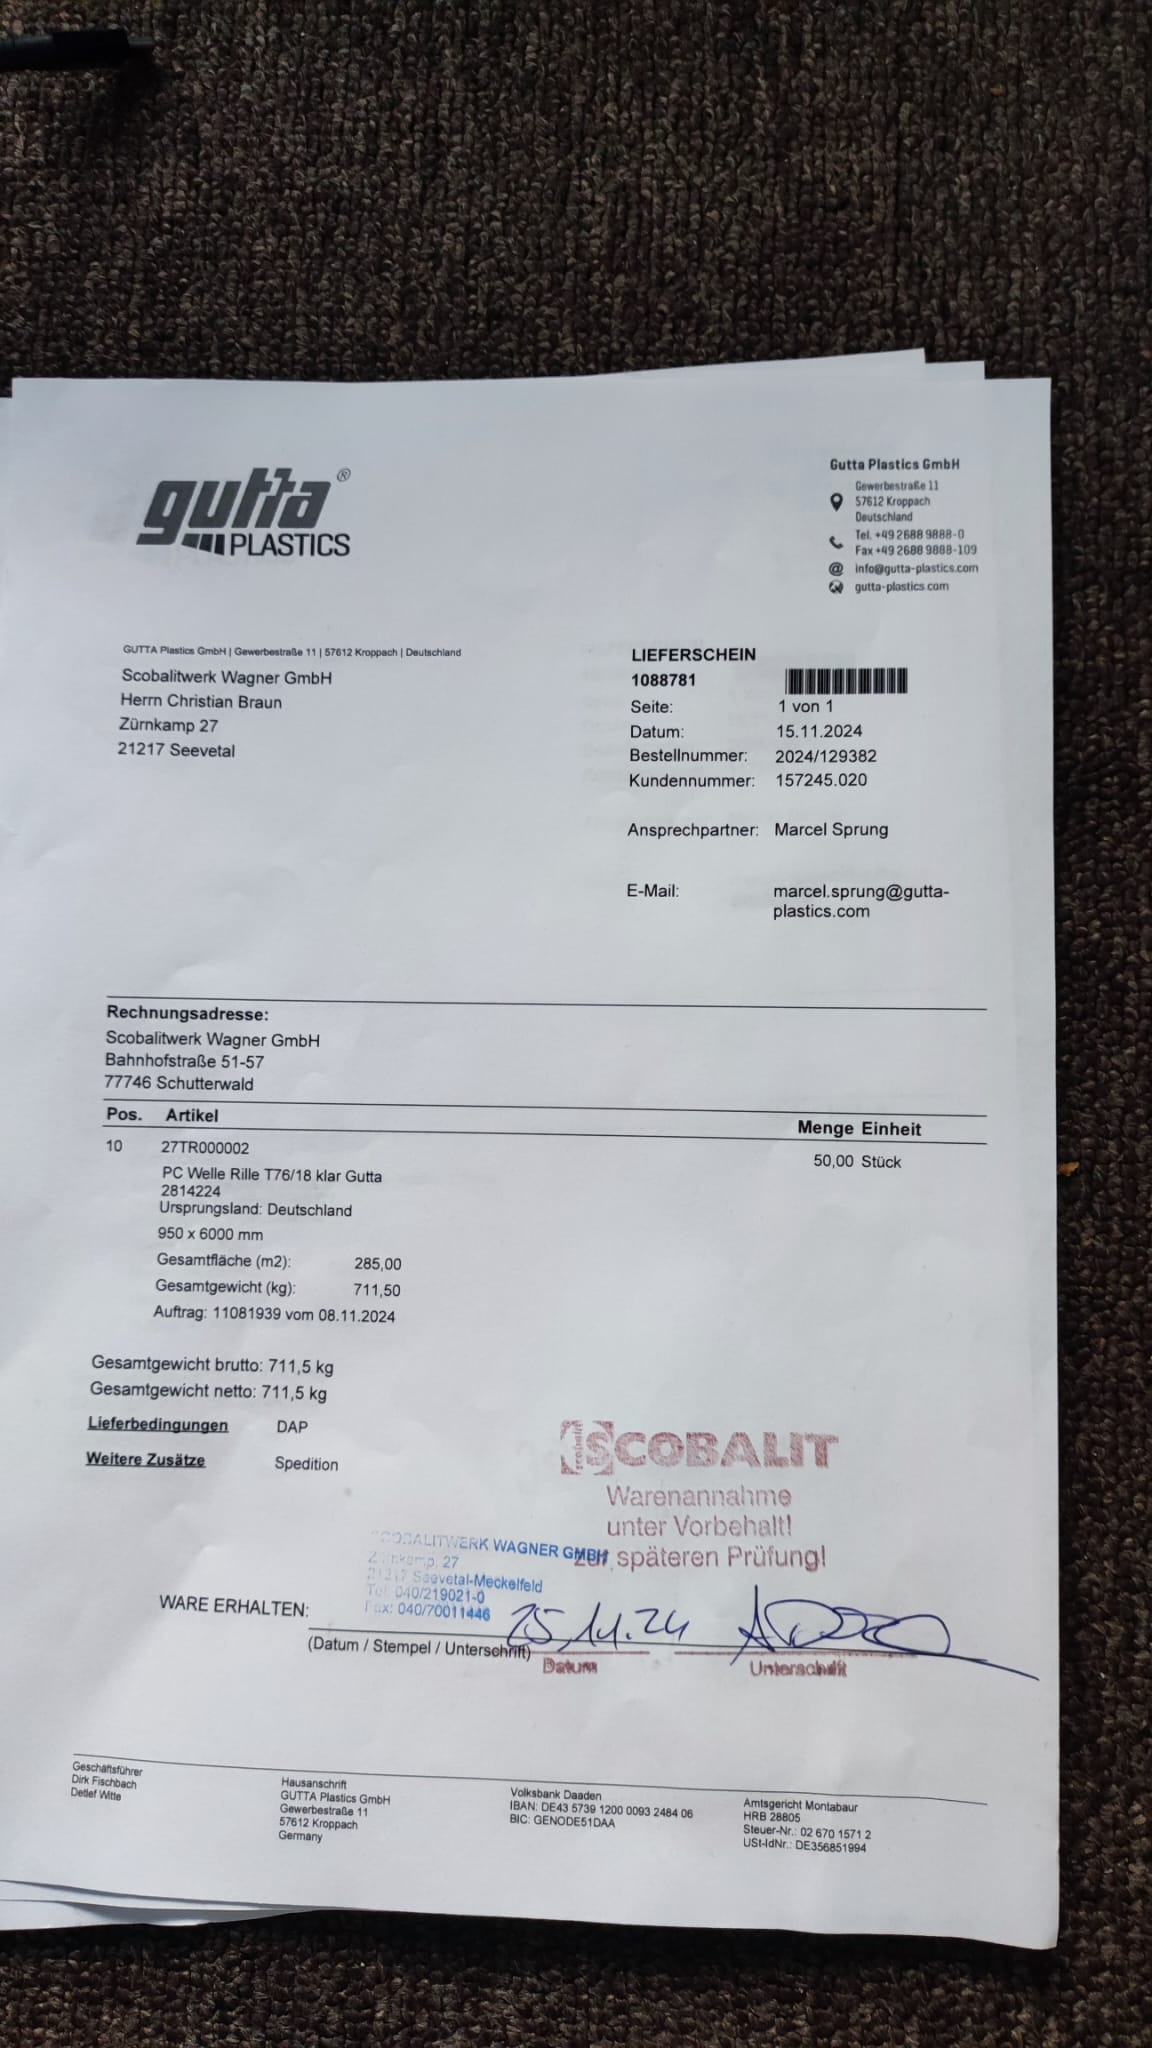 gutta®
PLASTICS
Gutta Plastics GmbH
Gewerbestraße 11
57612 Kroppach
Deutschland
Tel. +49 2688 9888-0
Fax +49 2688 9888-109
info@gutta-plastics.com
gutta-plastics.com
GUTTA Plastics GmbH | Gewerbestraße 11 | 57612 Kroppach | Deutschland
Scobalitwerk Wagner GmbH
Herrn Christian Braun
Zürnkamp 27
21217 Seevetal
LIEFERSCHEIN
1088781
Seite: 1 von 1
Datum: 15.11.2024
Bestellnummer: 2024/129382
Kundennummer: 157245.020
Ansprechpartner: Marcel Sprung
E-Mail: marcel.sprung@gutta-
plastics.com
Rechnungsadresse:
Scobalitwerk Wagner GmbH
Bahnhofstraße 51-57
77746 Schutterwald
Pos. Artikel Menge Einheit
10 27TR000002 50,00 Stück
PC Welle Rille T76/18 klar Gutta
2814224
Ursprungsland: Deutschland
950 x 6000 mm
Gesamtfläche (m2): 285,00
Gesamtgewicht (kg): 711,50
Auftrag: 11081939 vom 08.11.2024
Gesamtgewicht brutto: 711,5 kg
Gesamtgewicht netto: 711,5 kg
Lieferbedingungen DAP
Weitere Zusätze Spedition
SCOBALIT
Warenannahme
unter Vorbehalt!
zur späteren Prüfung!
SCOBALITWERK WAGNER GMBH
Zürnkamp, 27
21217 Seevetal-Meckelfeld
Tel: 040/219021-0
Fax: 040/70011446
WARE ERHALTEN:
25.11.24
(Datum / Stempel / Unterschrift)
Datum Unterschrift
Geschäftsführer
Dirk Fischbach
Detlef Witte
Hausanschrift
GUTTA Plastics GmbH
Gewerbestraße 11
57612 Kroppach
Germany
Volksbank Daaden
IBAN: DE43 5739 1200 0093 2484 06
BIC: GENODE51DAA
Amtsgericht Montabaur
HRB 28805
Steuer-Nr.: 02 670 1571 2
USt-IdNr.: DE356851994